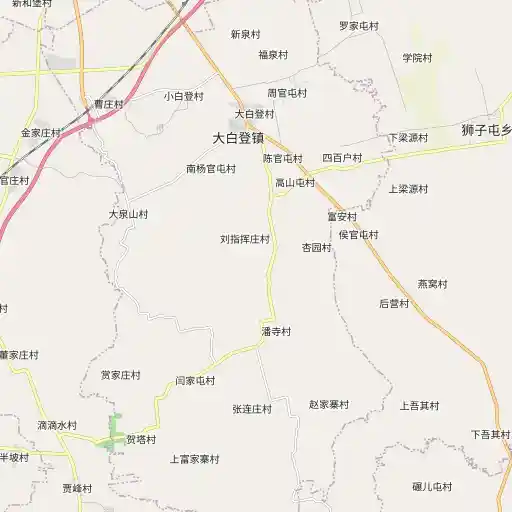 新和堡村
罗家屯村
新泉村
福泉村
学院村
周官屯村
小白登村
曹庄村
大白登村
金家庄村
狮子屯乡
大白登镇
下梁源村
陈官屯村
四百户村
南杨官屯村
官庄村
高山屯村
上梁源村
大泉山村
富安村
刘指挥庄村
侯官屯村
杏园村
燕窝村
后营村
村
潘寺村
董家庄村
赏家庄村
闫家屯村
张连庄村
赵家寨村
上吾其村
滴滴水村
贺塔村
下吾其村
半坡村
上富家寨村
贾峰村
碾儿屯村